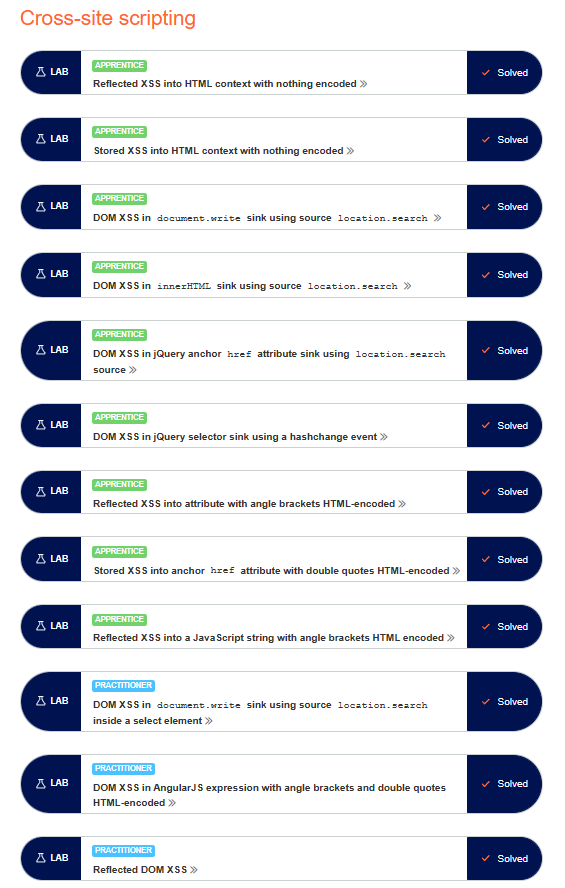 Cross-site scripting
LAB
APPRENTICE
Reflected XSS into HTML context with nothing encoded »
Solved
LAB
APPRENTICE
Stored XSS into HTML context with nothing encoded »
Solved
LAB
APPRENTICE
DOM XSS in document.write sink using source location.search »
Solved
LAB
APPRENTICE
DOM XSS in innerHTML sink using source location.search »
Solved
LAB
APPRENTICE
DOM XSS in jQuery anchor href attribute sink using location.search
source »
Solved
LAB
APPRENTICE
DOM XSS in jQuery selector sink using a hashchange event »
Solved
LAB
APPRENTICE
Reflected XSS into attribute with angle brackets HTML-encoded »
Solved
LAB
APPRENTICE
Stored XSS into anchor href attribute with double quotes HTML-encoded »
Solved
LAB
APPRENTICE
Reflected XSS into a JavaScript string with angle brackets HTML encoded »
Solved
LAB
PRACTITIONER
DOM XSS in document.write sink using source location.search
inside a select element »
Solved
LAB
PRACTITIONER
DOM XSS in AngularJS expression with angle brackets and double quotes
HTML-encoded »
Solved
LAB
PRACTITIONER
Reflected DOM XSS »
Solved